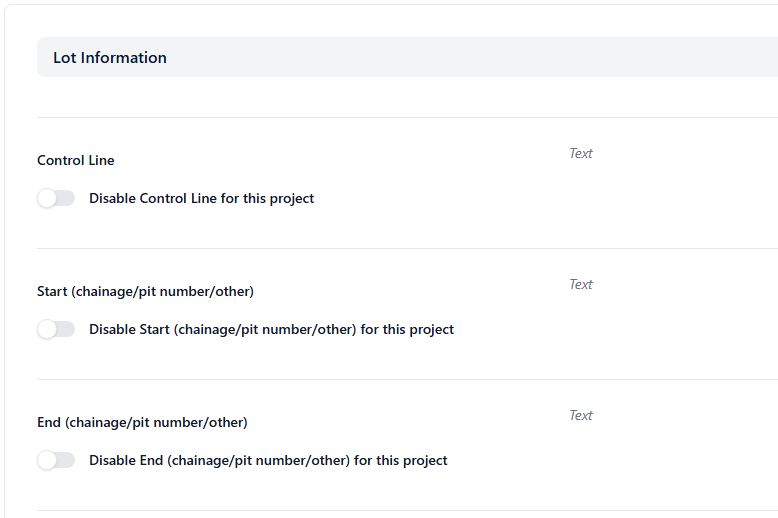 Lot Information
Control Line
Text
Disable Control Line for this project
Start (chainage/pit number/other)
Text
Disable Start (chainage/pit number/other) for this project
End (chainage/pit number/other)
Text
Disable End (chainage/pit number/other) for this project